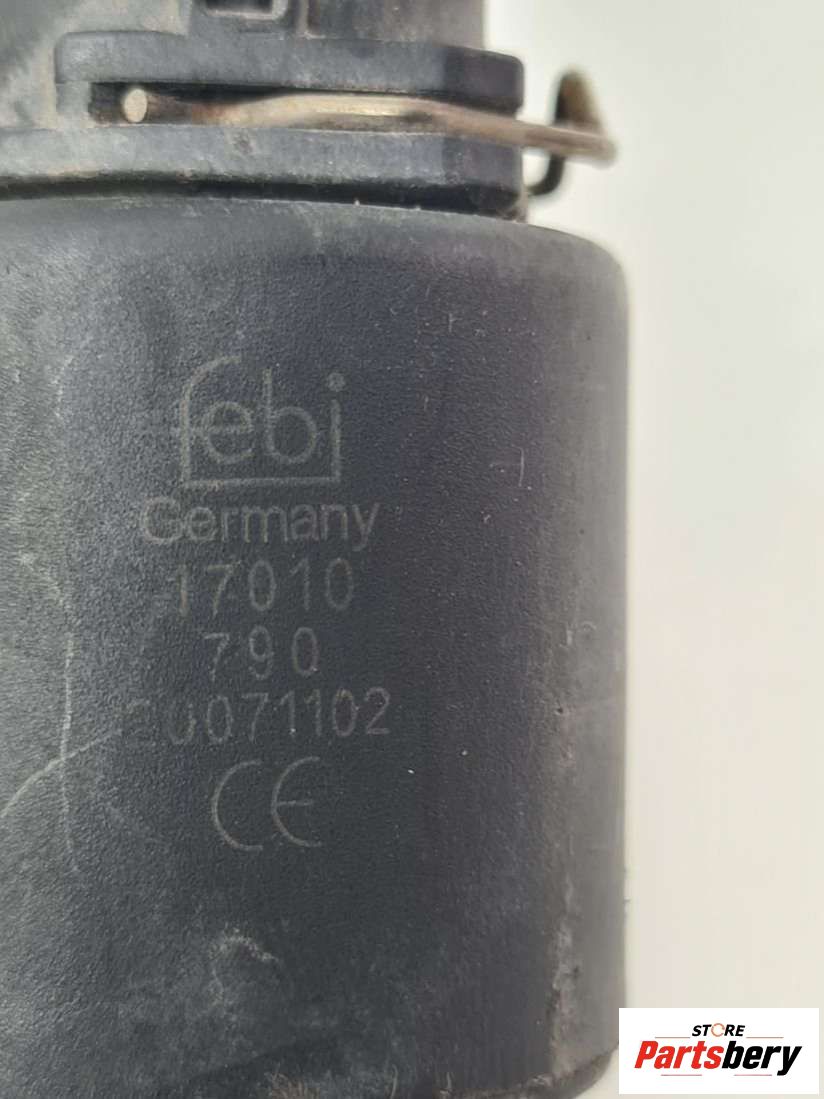 febi
Germany
17010
790
20071102
CE
STORE
Partsbery